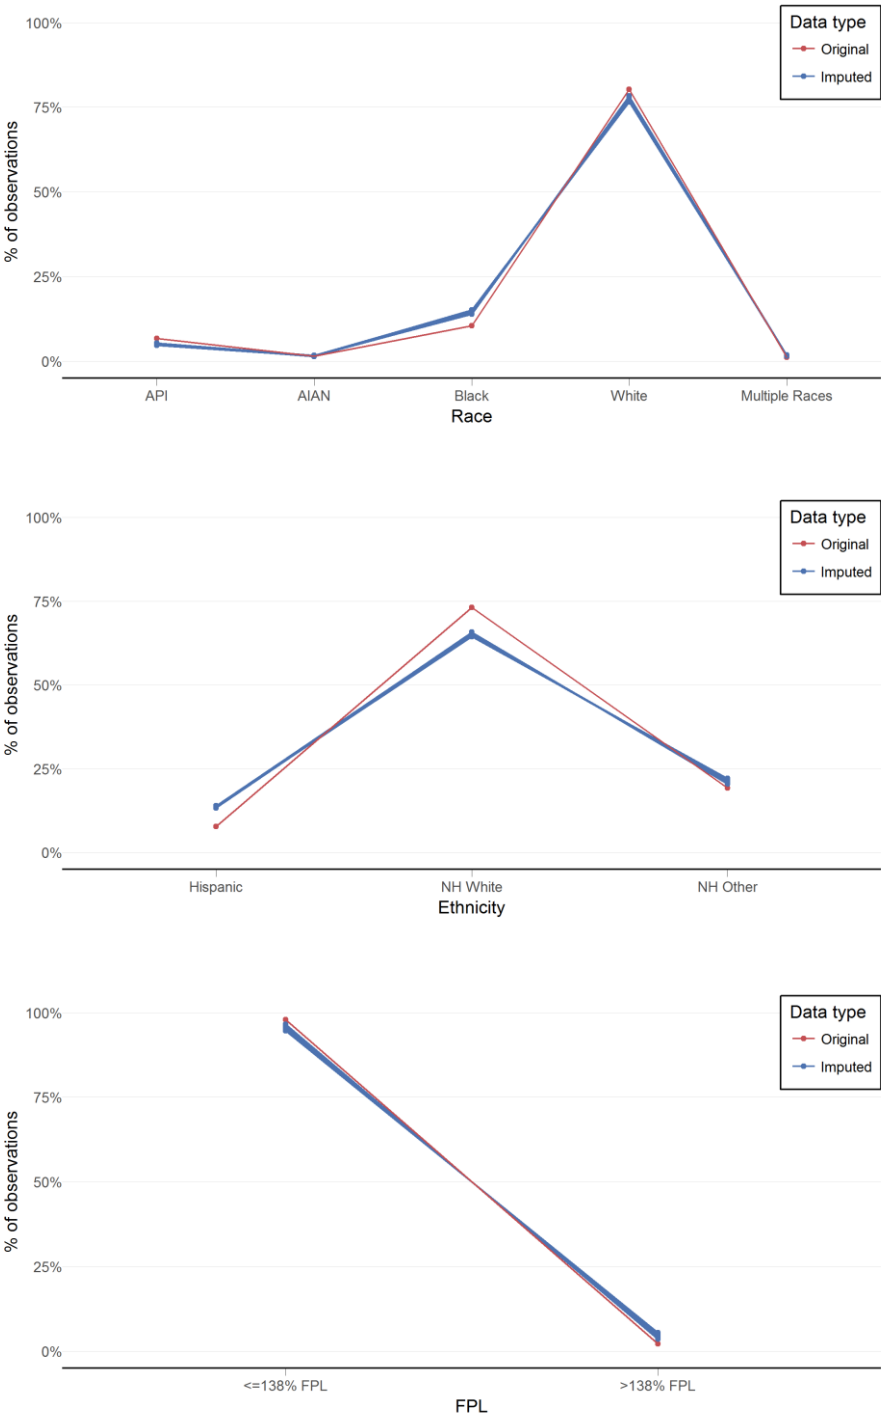 100%
75%
50%
25%
0%
% of observations
Data type
Original
Imputed
API
AIAN
Black
White
Multiple Races
Race
100%
75%
50%
25%
0%
% of observations
Data type
Original
Imputed
Hispanic
NH White
NH Other
Ethnicity
100%
75%
50%
25%
0%
% of observations
Data type
Original
Imputed
<=138% FPL
>138% FPL
FPL